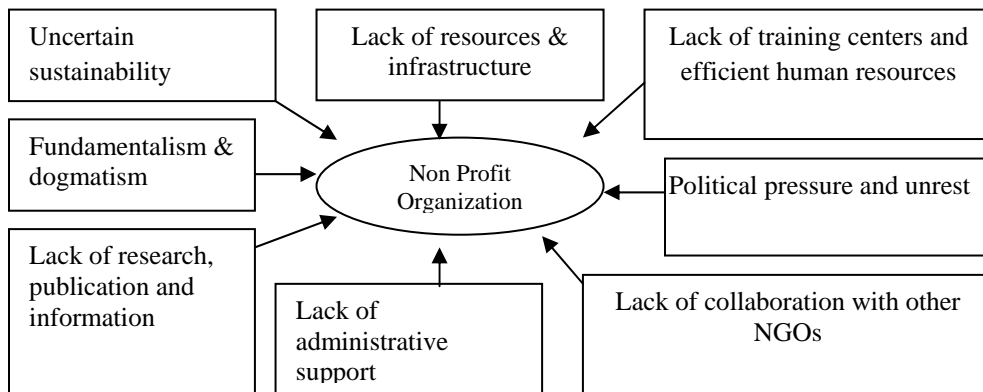 Uncertain
sustainability
Lack of resources &
infrastructure
Lack of training centers and
efficient human resources
Fundamentalism &
dogmatism
Non Profit
Organization
Political pressure and unrest
Lack of research,
publication and
information
Lack of
administrative
support
Lack of collaboration with other
NGOs